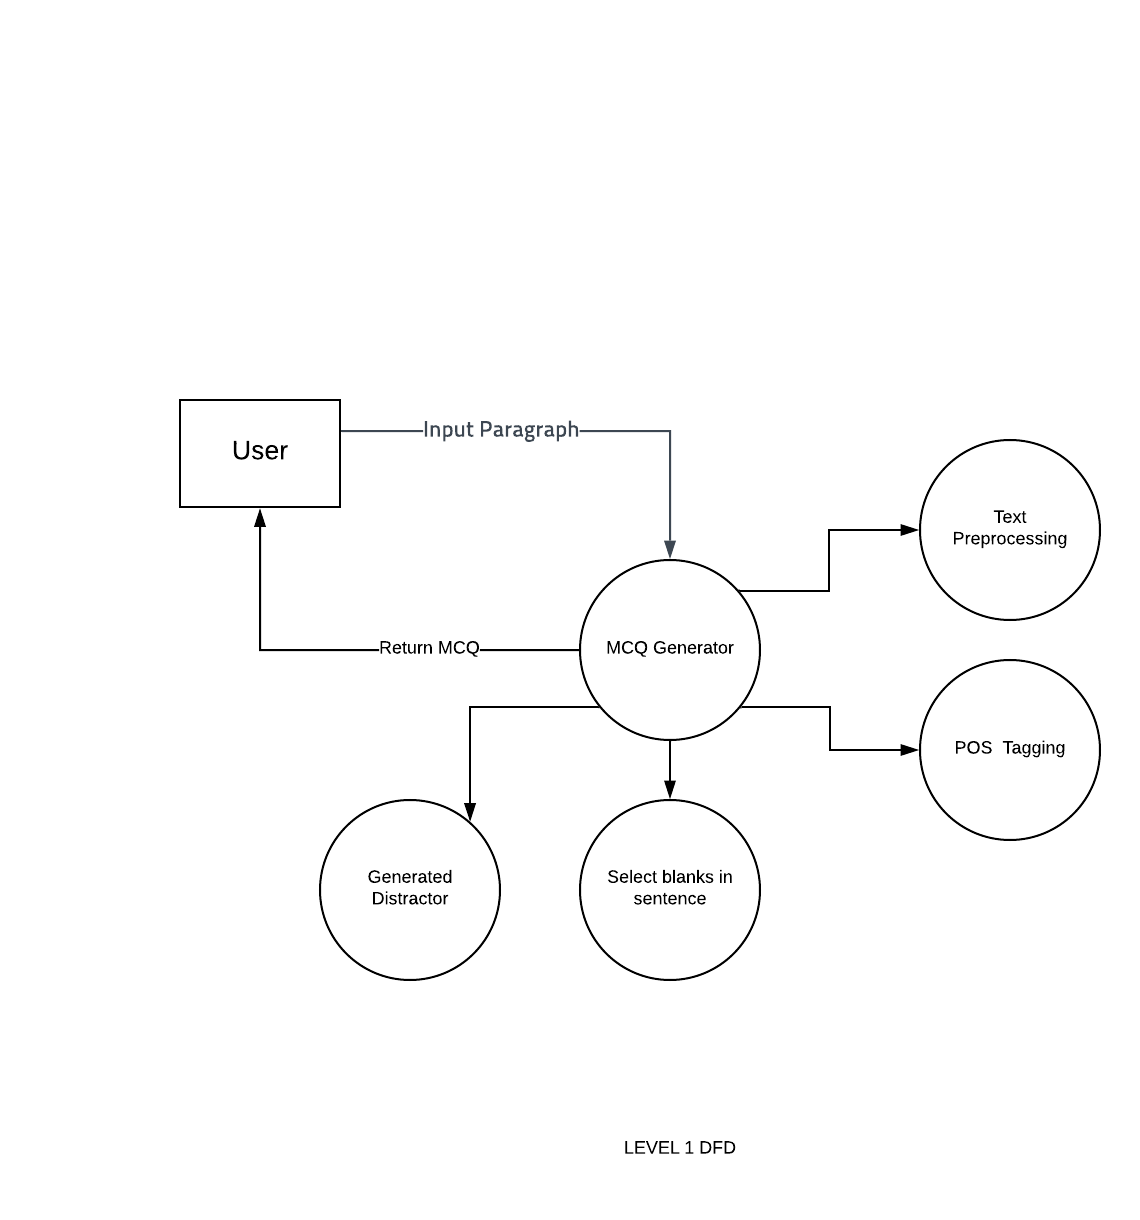 User
Input Paragraph
Text
Preprocessing
Return MCQ
MCQ Generator
POS  Tagging
Generated
Distractor
Select blanks in
sentence
LEVEL 1 DFD